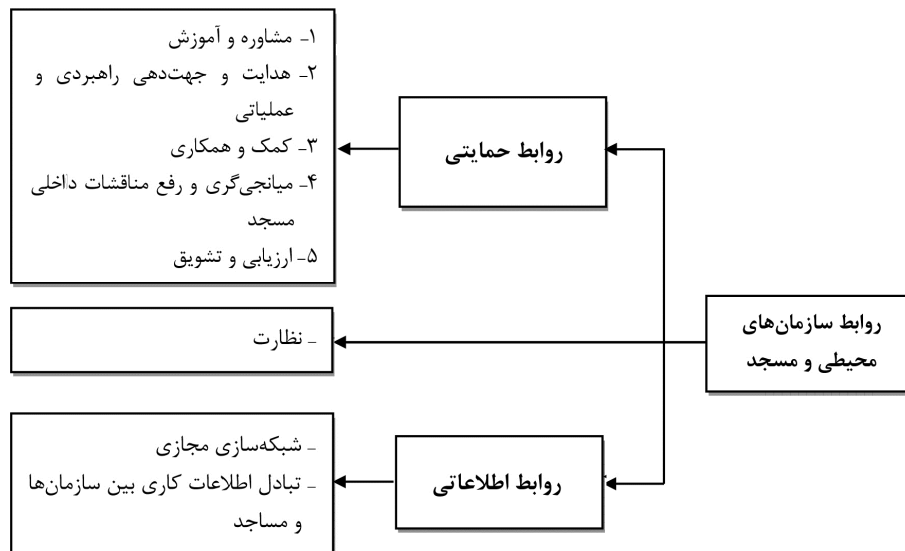 روابط سازمان‌های
محیطی و مسجد
روابط حمایتی
۱- مشاوره و آموزش
۲- هدایت و جهت‌دهی راهبردی و
عملیاتی
۳- کمک و همکاری
۴- میانجی‌گری و رفع مناقشات داخلی
مسجد
۵- ارزیابی و تشویق
- نظارت
روابط اطلاعاتی
- شبکه‌سازی مجازی
- تبادل اطلاعات کاری بین سازمان‌ها
و مساجد